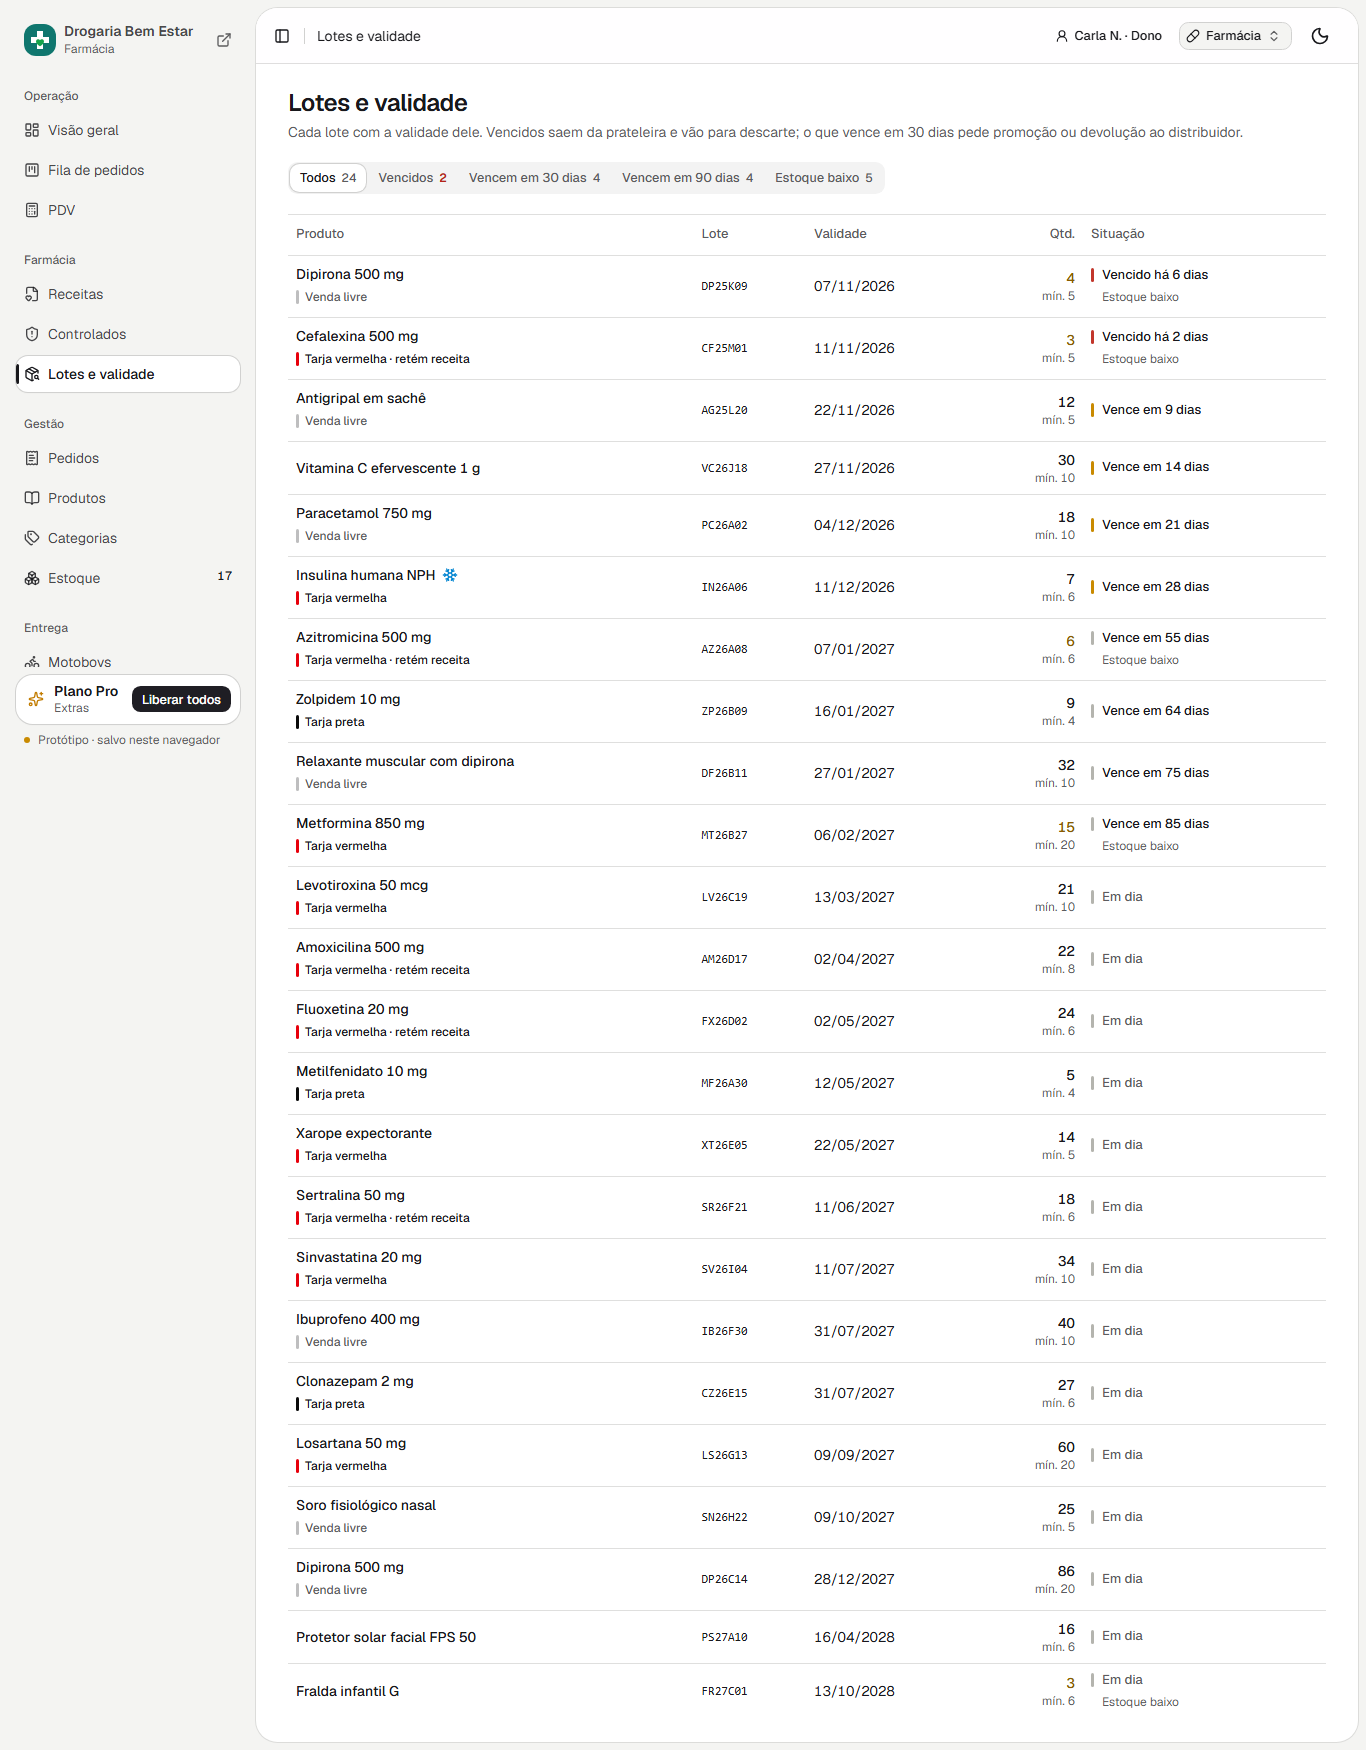 Drogaria Bem Estar
Farmácia
Operação
Visão geral
Fila de pedidos
PDV
Farmácia
Receitas
Controlados
Lotes e validade
Gestão
Pedidos
Produtos
Categorias
Estoque 17
Entrega
Motoboys
Plano Pro
Extras
Liberar todos
Protótipo · salvo neste navegador
Lotes e validade
Carla N. · Dono
Farmácia
Lotes e validade
Cada lote com a validade dele. Vencidos saem da prateleira e vão para descarte; o que vence em 30 dias pede promoção ou devolução ao distribuidor.
Todos 24 Vencidos 2 Vencem em 30 dias 4 Vencem em 90 dias 4 Estoque baixo 5
Produto Lote Validade Qtd. Situação
Dipirona 500 mg
Venda livre
DP25K09 07/11/2026 4
mín. 5
Vencido há 6 dias
Estoque baixo
Cefalexina 500 mg
Tarja vermelha · retém receita
CF25M01 11/11/2026 3
mín. 5
Vencido há 2 dias
Estoque baixo
Antigripal em sachê
Venda livre
AG25L20 22/11/2026 12
mín. 5
Vence em 9 dias
Vitamina C efervescente 1 g
VC26J18 27/11/2026 30
mín. 10
Vence em 14 dias
Paracetamol 750 mg
Venda livre
PC26A02 04/12/2026 18
mín. 10
Vence em 21 dias
Insulina humana NPH
Tarja vermelha
IN26A06 11/12/2026 7
mín. 6
Vence em 28 dias
Azitromicina 500 mg
Tarja vermelha · retém receita
AZ26A08 07/01/2027 6
mín. 6
Vence em 55 dias
Estoque baixo
Zolpidem 10 mg
Tarja preta
ZP26B09 16/01/2027 9
mín. 4
Vence em 64 dias
Relaxante muscular com dipirona
Venda livre
DF26B11 27/01/2027 32
mín. 10
Vence em 75 dias
Metformina 850 mg
Tarja vermelha
MT26B27 06/02/2027 15
mín. 20
Vence em 85 dias
Estoque baixo
Levotiroxina 50 mcg
Tarja vermelha
LV26C19 13/03/2027 21
mín. 10
Em dia
Amoxicilina 500 mg
Tarja vermelha · retém receita
AM26D17 02/04/2027 22
mín. 8
Em dia
Fluoxetina 20 mg
Tarja vermelha · retém receita
FX26D02 02/05/2027 24
mín. 6
Em dia
Metilfenidato 10 mg
Tarja preta
MF26A30 12/05/2027 5
mín. 4
Em dia
Xarope expectorante
Tarja vermelha
XT26E05 22/05/2027 14
mín. 5
Em dia
Sertralina 50 mg
Tarja vermelha · retém receita
SR26F21 11/06/2027 18
mín. 6
Em dia
Sinvastatina 20 mg
Tarja vermelha
SV26I04 11/07/2027 34
mín. 10
Em dia
Ibuprofeno 400 mg
Venda livre
IB26F30 31/07/2027 40
mín. 10
Em dia
Clonazepam 2 mg
Tarja preta
CZ26E15 31/07/2027 27
mín. 6
Em dia
Losartana 50 mg
Tarja vermelha
LS26G13 09/09/2027 60
mín. 20
Em dia
Soro fisiológico nasal
Venda livre
SN26H22 09/10/2027 25
mín. 5
Em dia
Dipirona 500 mg
Venda livre
DP26C14 28/12/2027 86
mín. 20
Em dia
Protetor solar facial FPS 50
PS27A10 16/04/2028 16
mín. 6
Em dia
Fralda infantil G
FR27C01 13/10/2028 3
mín. 6
Em dia
Estoque baixo